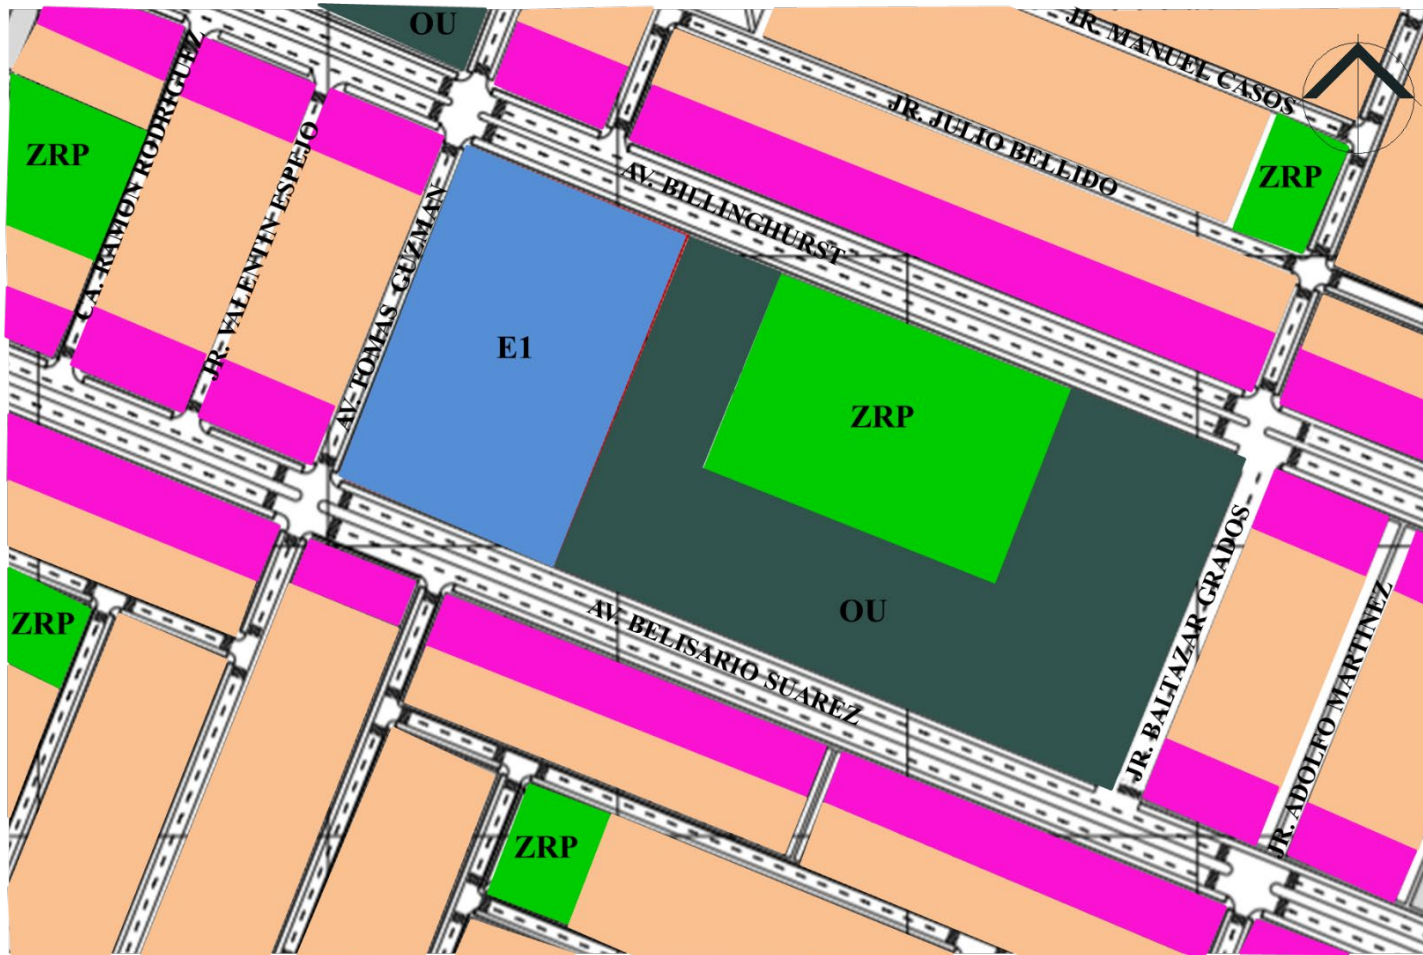 OU
JR. MANUEL CASOS
JR. JULIO BELLIDO
ZRP
CA. RAMON RODRIGUEZ
JR. VALENTIN ESPEJO
AV. TOMAS GUZMAN
AV. BILLINGHURST
ZRP
E1
ZRP
OU
AV. BELISARIO SUAREZ
JR. BALTAZAR GRADOS
JR. ADOLFO MARTINEZ
ZRP
ZRP